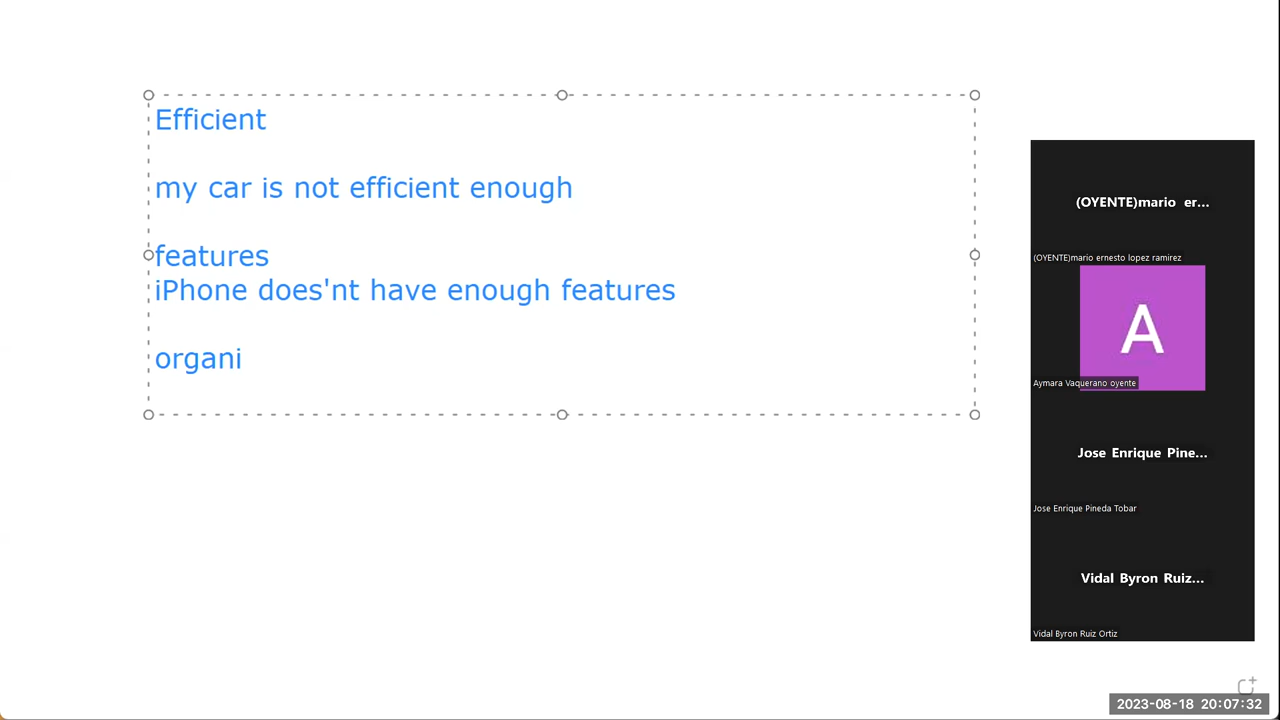 Efficient
my car is not efficient enough
features
iPhone does'nt have enough features
organi
(OYENTE)mario er...
(OYENTE)mario ernesto lopez ramirez
A
Aymara Vaquerano oyente
Jose Enrique Pine...
Jose Enrique Pineda Tobar
Vidal Byron Ruiz...
Vidal Byron Ruiz Ortiz
2023-08-18 20:07:32